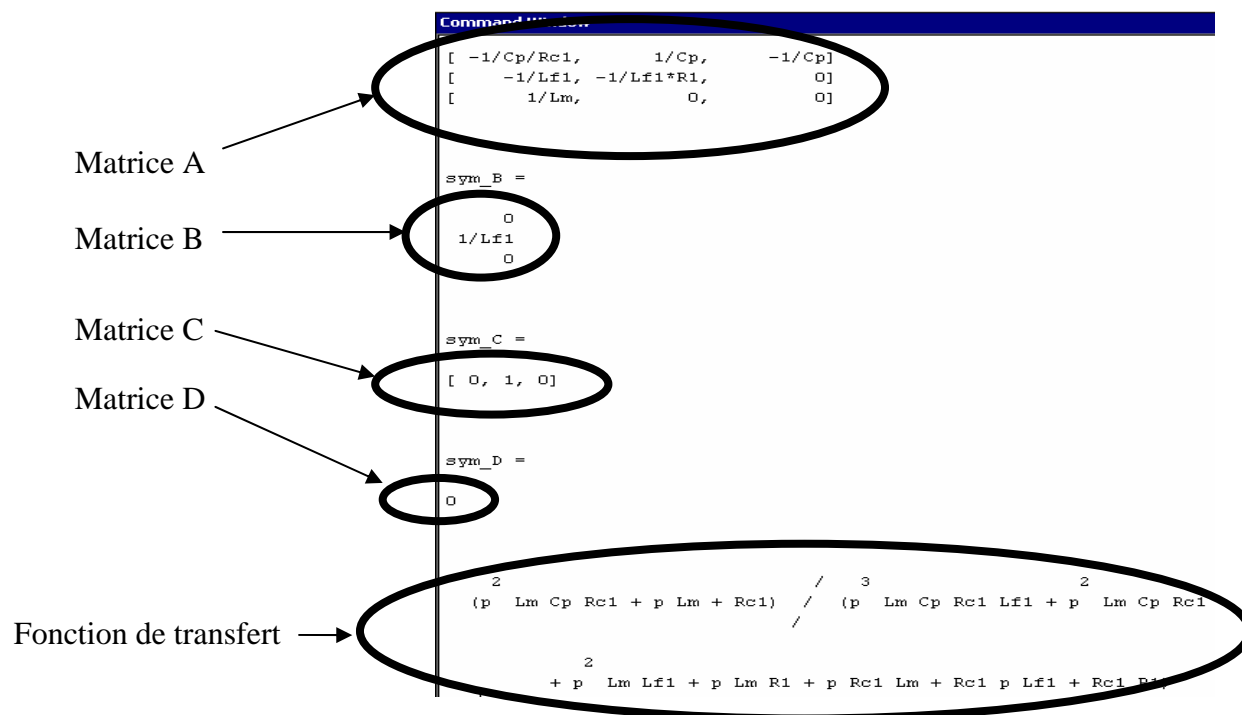 Command Window
[ -1/Cp/Rc1, 1/Cp, -1/Cp]
[ -1/Lf1, -1/Lf1*R1, 0]
[ 1/Lm, 0, 0]
Matrice A
sym_B =
0
Matrice B
1/Lf1
0
Matrice C
sym_C =
[ 0, 1, 0]
Matrice D
sym_D =
0
2 / 3 2
(p Lm Cp Rc1 + p Lm + Rc1) / (p Lm Cp Rc1 Lf1 + p Lm Cp Rc1
/
Fonction de transfert
2
+ p Lm Lf1 + p Lm R1 + p Rc1 Lm + Rc1 p Lf1 + Rc1 R1)